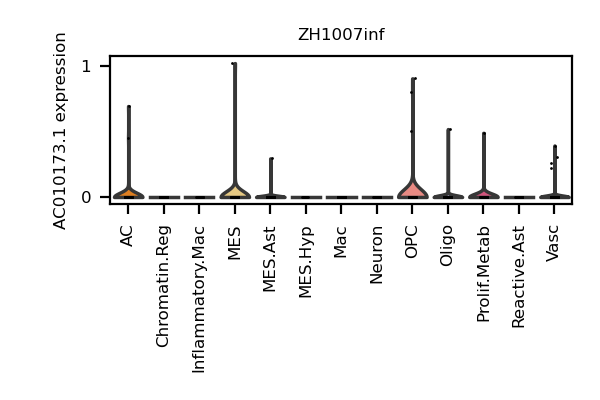 ZH1007inf
AC010173.1 expression
1
0
AC
Chromatin.Reg
Inflammatory.Mac
MES
MES.Ast
MES.Hyp
Mac
Neuron
OPC
Oligo
Prolif.Metab
Reactive.Ast
Vasc